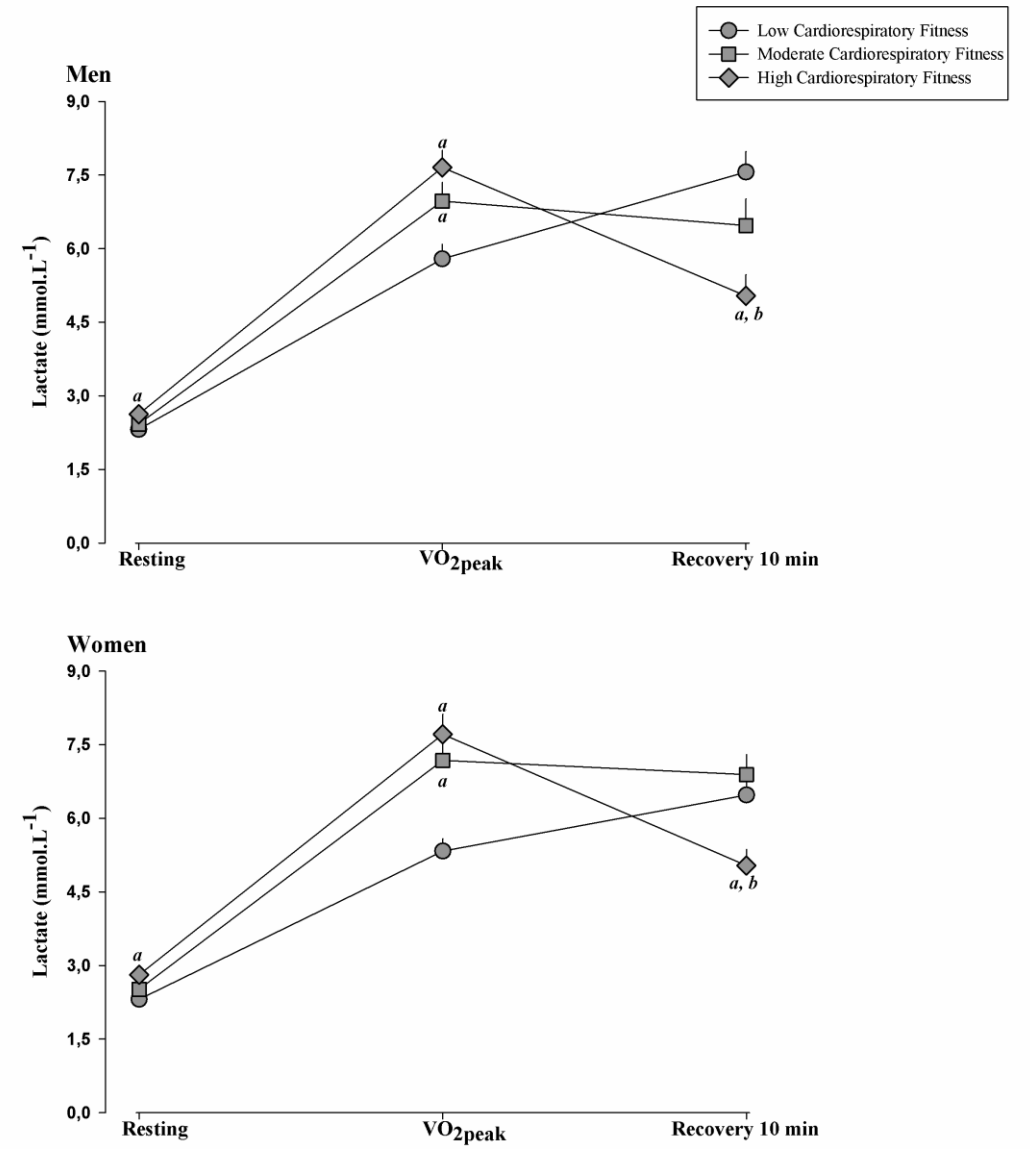 Low Cardiorespiratory Fitness
Moderate Cardiorespiratory Fitness
High Cardiorespiratory Fitness
Men
9,0
7,5
6,0
4,5
3,0
1,5
0,0
Lactate (mmol.L-1)
a
a
a
a, b
Resting
VO2peak
Recovery 10 min
Women
9,0
7,5
6,0
4,5
3,0
1,5
0,0
Lactate (mmol.L-1)
a
a
a
a, b
Resting
VO2peak
Recovery 10 min